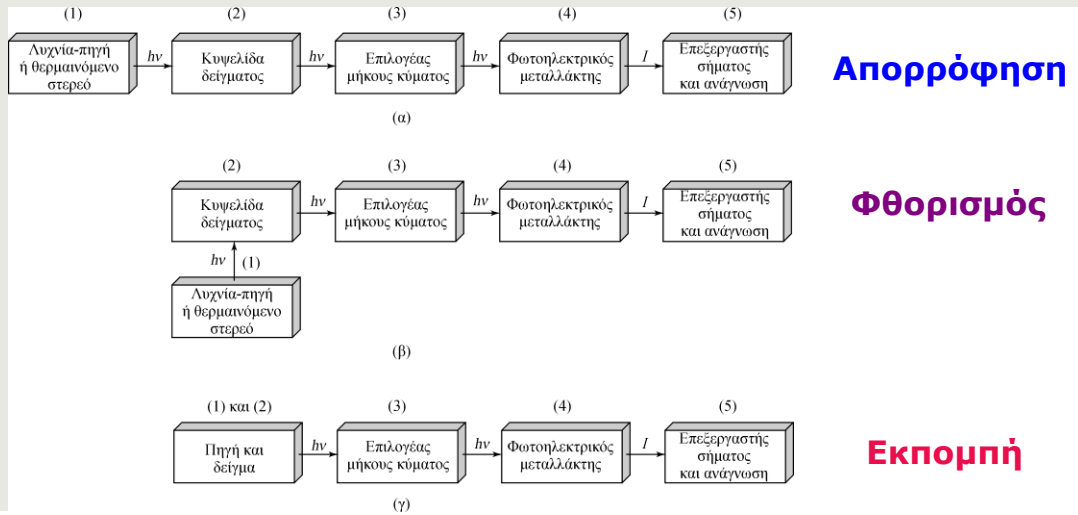 (1)
(2)
(3)
(4)
(5)
Λυχνία-πηγή
ή θερμαινόμενο
στερεό
hν
Κυψελίδα
δείγματος
hν
Επιλογέας
μήκους κύματος
hν
Φωτοηλεκτρικός
μεταλλάκτης
I
Επεξεργαστής
σήματος
και ανάγνωση
Απορρόφηση
(α)
(2)
(3)
(4)
(5)
Κυψελίδα
δείγματος
hν
Επιλογέας
μήκους κύματος
hν
Φωτοηλεκτρικός
μεταλλάκτης
I
Επεξεργαστής
σήματος
και ανάγνωση
Φθορισμός
hν
(1)
Λυχνία-πηγή
ή θερμαινόμενο
στερεό
(β)
(1) και (2)
(3)
(4)
(5)
Πηγή και
δείγμα
hν
Επιλογέας
μήκους κύματος
hν
Φωτοηλεκτρικός
μεταλλάκτης
I
Επεξεργαστής
σήματος
και ανάγνωση
Εκπομπή
(γ)